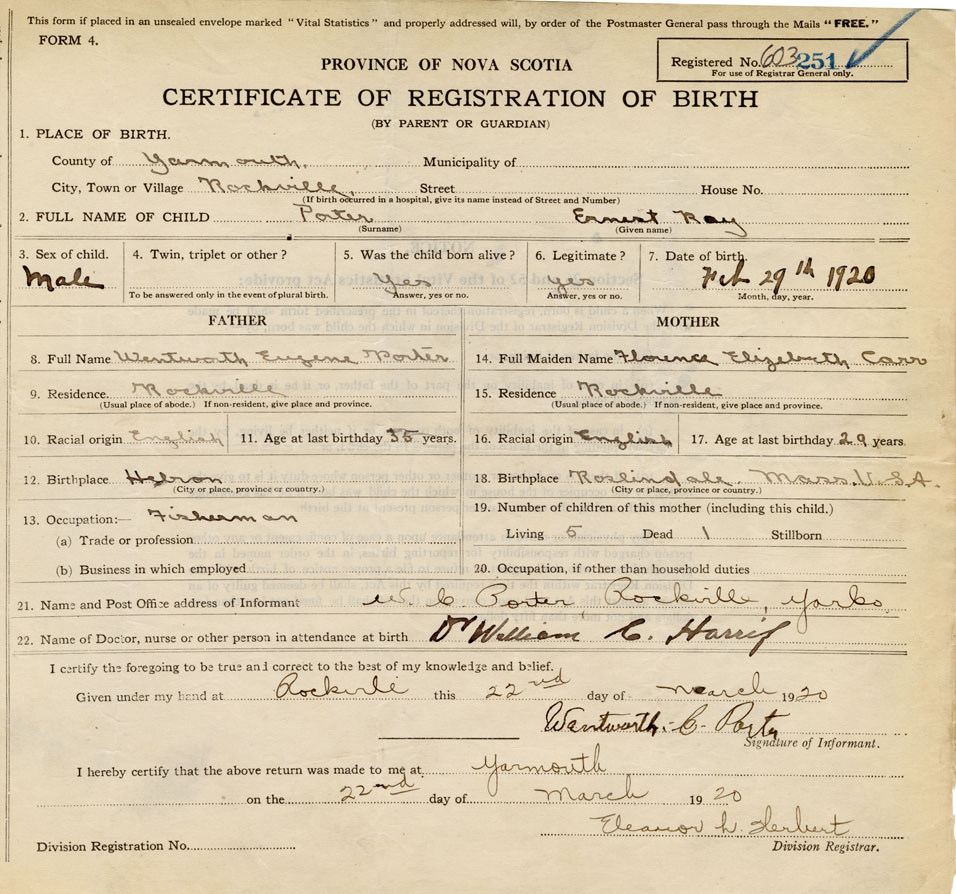 This form if placed in an unsealed envelope marked "Vital Statistics" and properly addressed will, by order of the Postmaster General pass through the Mails "FREE."
FORM 4.
Registered No. 603 251
For use of Registrar General only.
PROVINCE OF NOVA SCOTIA
CERTIFICATE OF REGISTRATION OF BIRTH
(BY PARENT OR GUARDIAN)
1. PLACE OF BIRTH.
County of Yarmouth. Municipality of
City, Town or Village Rockville, Street House No.
(If birth occurred in a hospital, give its name instead of Street and Number)
2. FULL NAME OF CHILD Porter Ernest Ray
(Surname) (Given name)
3. Sex of child. 4. Twin, triplet or other? 5. Was the child born alive? 6. Legitimate? 7. Date of birth.
Male Yes yes Feb 29th 1920
To be answered only in the event of plural birth. Answer, yes or no. Answer, yes or no. Month, day, year.
FATHER MOTHER
8. Full Name Wentworth Eugene Porter 14. Full Maiden Name Florence Elizebath Carr
9. Residence. Rockville 15. Residence Rockville
(Usual place of abode.) If non-resident, give place and province. (Usual place of abode.) If non-resident, give place and province.
10. Racial origin English 11. Age at last birthday 35 years. 16. Racial origin English 17. Age at last birthday 29 years.
12. Birthplace Hebron 18. Birthplace Roslindale. Mass. U.S.A.
(City or place, province or country.) (City or place, province or country.)
13. Occupation:— Fisherman 19. Number of children of this mother (including this child.)
(a) Trade or profession Living 5 Dead 1 Stillborn
(b) Business in which employed 20. Occupation, if other than household duties
21. Name and Post Office address of Informant W. E. Porter, Rockville, Yarko.
22. Name of Doctor, nurse or other person in attendance at birth Dr William C. Harris
I certify the foregoing to be true and correct to the best of my knowledge and belief.
Given under my hand at Rockville this 22nd day of March 1920
Wentworth. E. Porter
Signature of Informant.
I hereby certify that the above return was made to me at Yarmouth
on the 22nd day of March 1920
Eleanor L. Herbert
Division Registration No. Division Registrar.